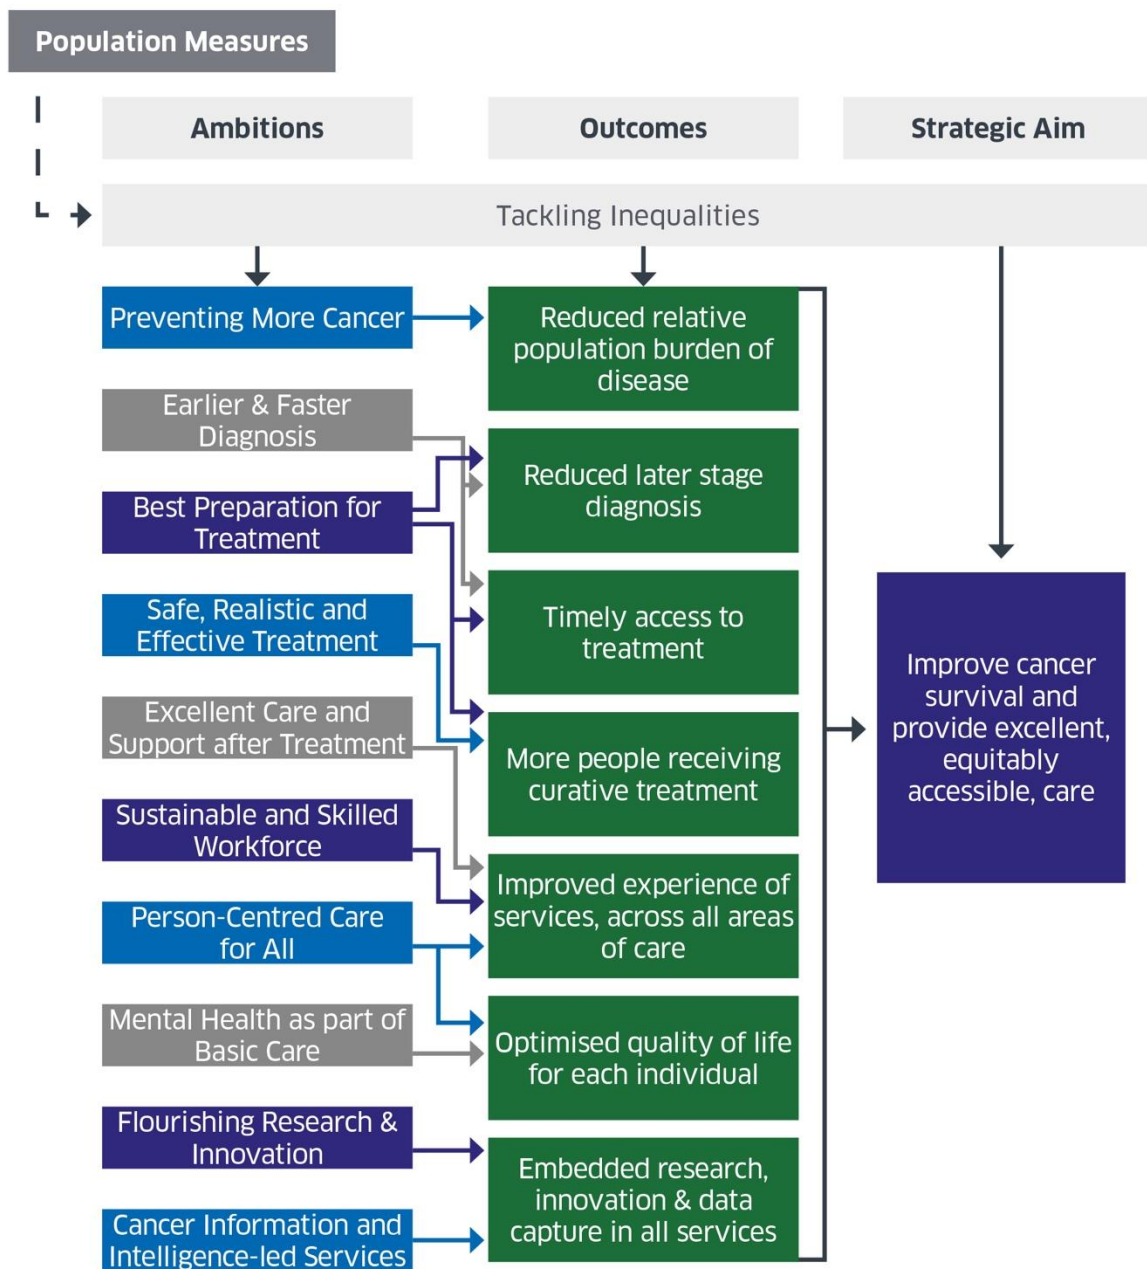 Population Measures
Ambitions
Outcomes
Strategic Aim
Tackling Inequalities
Preventing More Cancer
Earlier & Faster
Diagnosis
Best Preparation for
Treatment
Safe, Realistic and
Effective Treatment
Excellent Care and
Support after Treatment
Sustainable and Skilled
Workforce
Person-Centred Care
for All
Mental Health as part of
Basic Care
Flourishing Research &
Innovation
Cancer Information and
Intelligence-led Services
Reduced relative
population burden of
disease
Reduced later stage
diagnosis
Timely access to
treatment
More people receiving
curative treatment
Improved experience of
services, across all areas
of care
Optimised quality of life
for each individual
Embedded research,
innovation & data
capture in all services
Improve cancer
survival and
provide excellent,
equitably
accessible, care